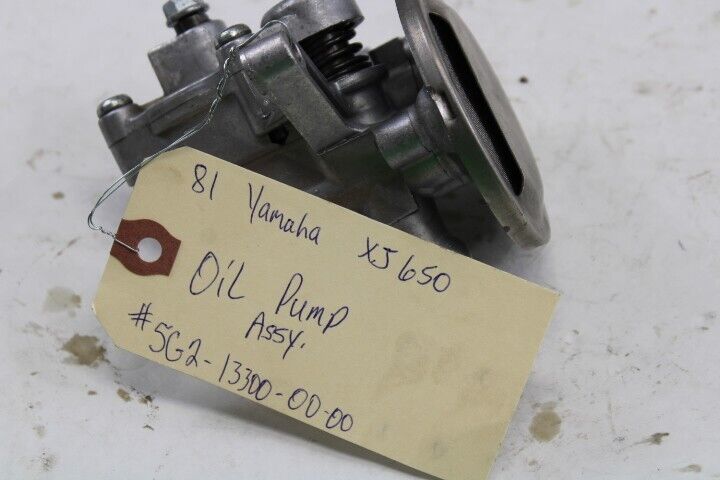 81 Yamaha XJ650
Oil Pump
Assy.
#5G2-13300-00-00